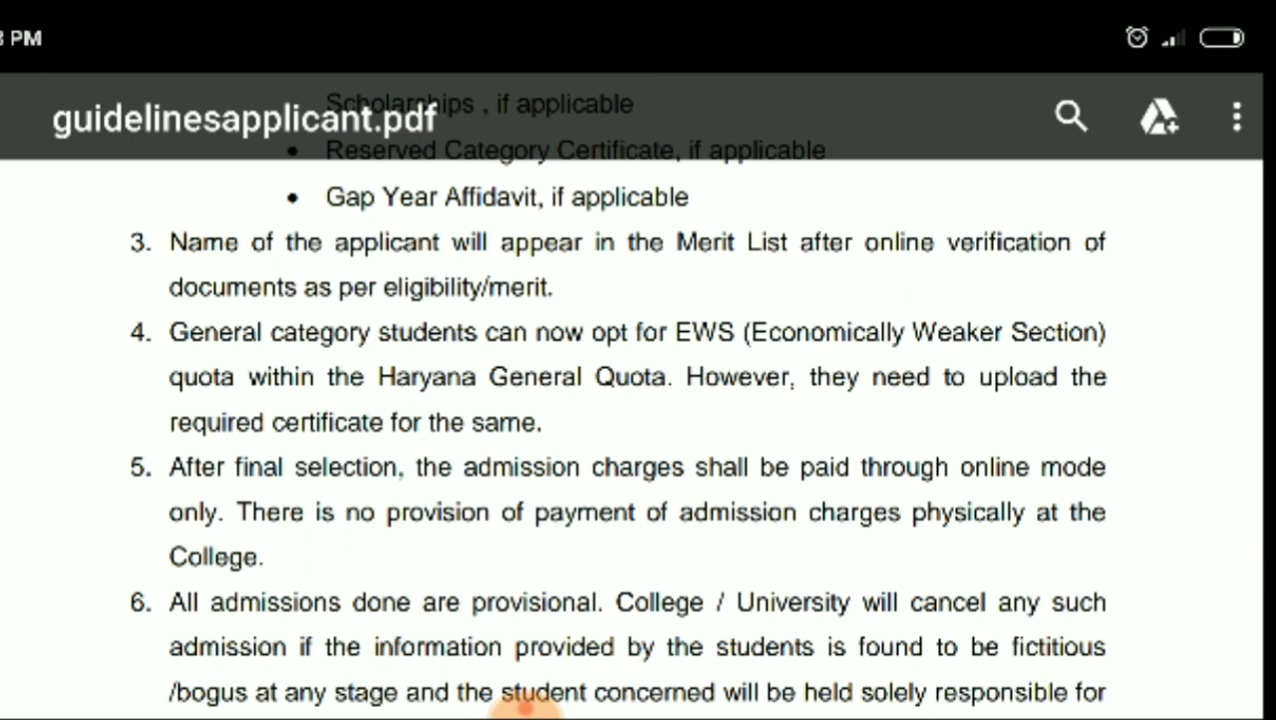 3 PM
Scholarships , if applicable
guidelinesapplicant.pdf
• Reserved Category Certificate, if applicable
• Gap Year Affidavit, if applicable
3. Name of the applicant will appear in the Merit List after online verification of
documents as per eligibility/merit.
4. General category students can now opt for EWS (Economically Weaker Section)
quota within the Haryana General Quota. However, they need to upload the
required certificate for the same.
5. After final selection, the admission charges shall be paid through online mode
only. There is no provision of payment of admission charges physically at the
College.
6. All admissions done are provisional. College / University will cancel any such
admission if the information provided by the students is found to be fictitious
/bogus at any stage and the student concerned will be held solely responsible for